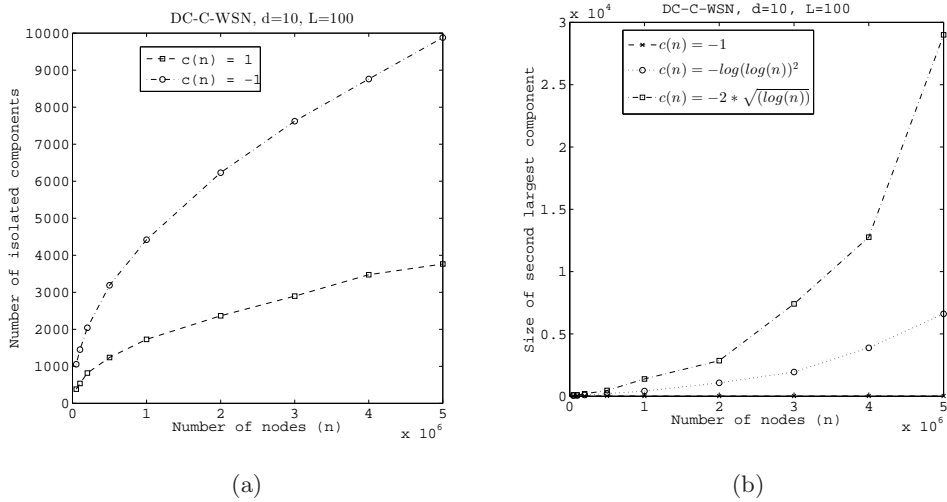 DC-C-WSN, d=10, L=100
10000
9000
8000
7000
6000
5000
4000
3000
2000
1000
0
Number of isolated components
c(n) = 1
c(n) = -1
0
1
2
3
4
5
Number of nodes (n)
x 10^6
(a)
DC-C-WSN, d=10, L=100
x 10^4
3
2.5
2
1.5
1
0.5
0
Size of second largest component
c(n) = −1
c(n) = −log(log(n))^2
c(n) = −2 * √(log(n))
0
1
2
3
4
5
Number of nodes (n)
x 10^6
(b)